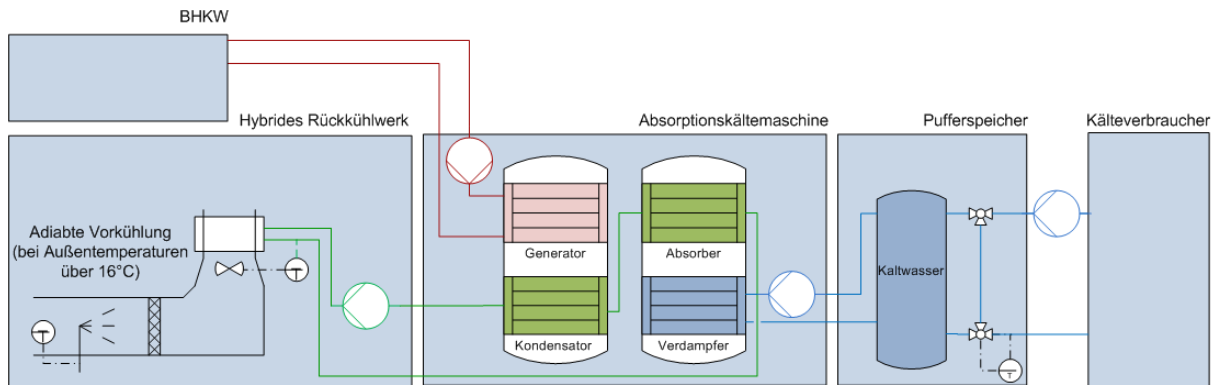 BHKW
Hybrides Rückkühlwerk
Absorptionskältemaschine
Pufferspeicher
Kälteverbraucher
Adiabte Vorkühlung
(bei Außentemperaturen
über 16°C)
T
Generator
Absorber
Kaltwasser
T
Kondensator
Verdampfer
T